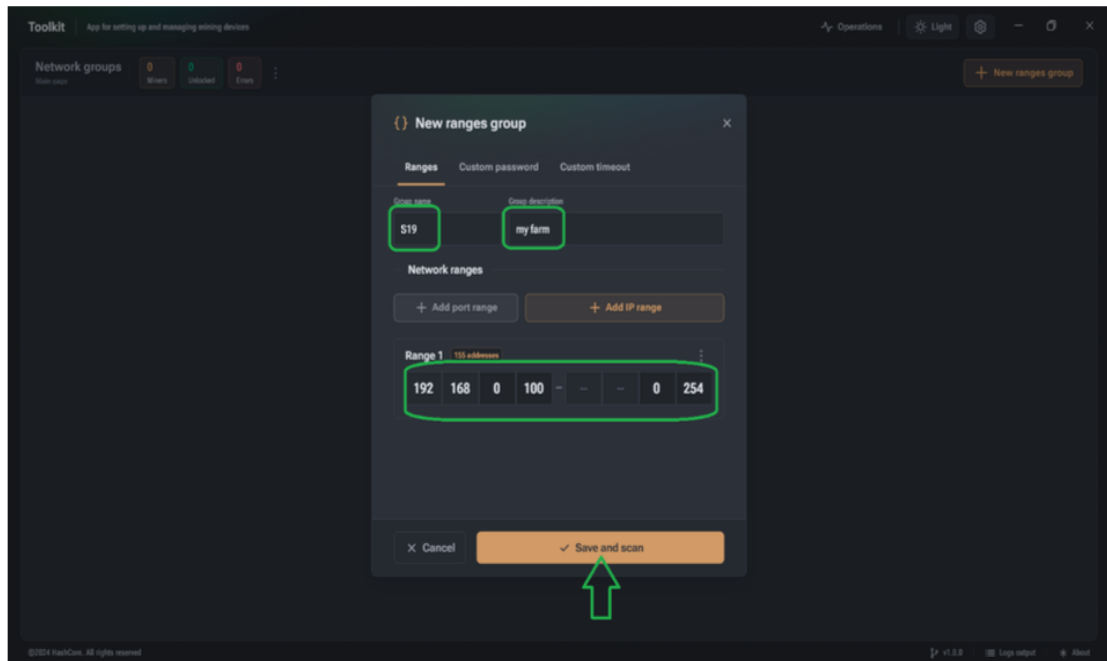 Toolkit App for setting up and managing mining devices Operations Light
Network groups 0 0 0 + New ranges group
Main page Miners Unlocked Errors
{} New ranges group
Ranges Custom password Custom timeout
Group name Group description
S19 my farm
Network ranges
+ Add port range + Add IP range
Range 1 155 addresses
192 168 0 100 - -- -- 0 254
Cancel Save and scan
©2024 HashCore. All rights reserved v1.0.8 Logs output About